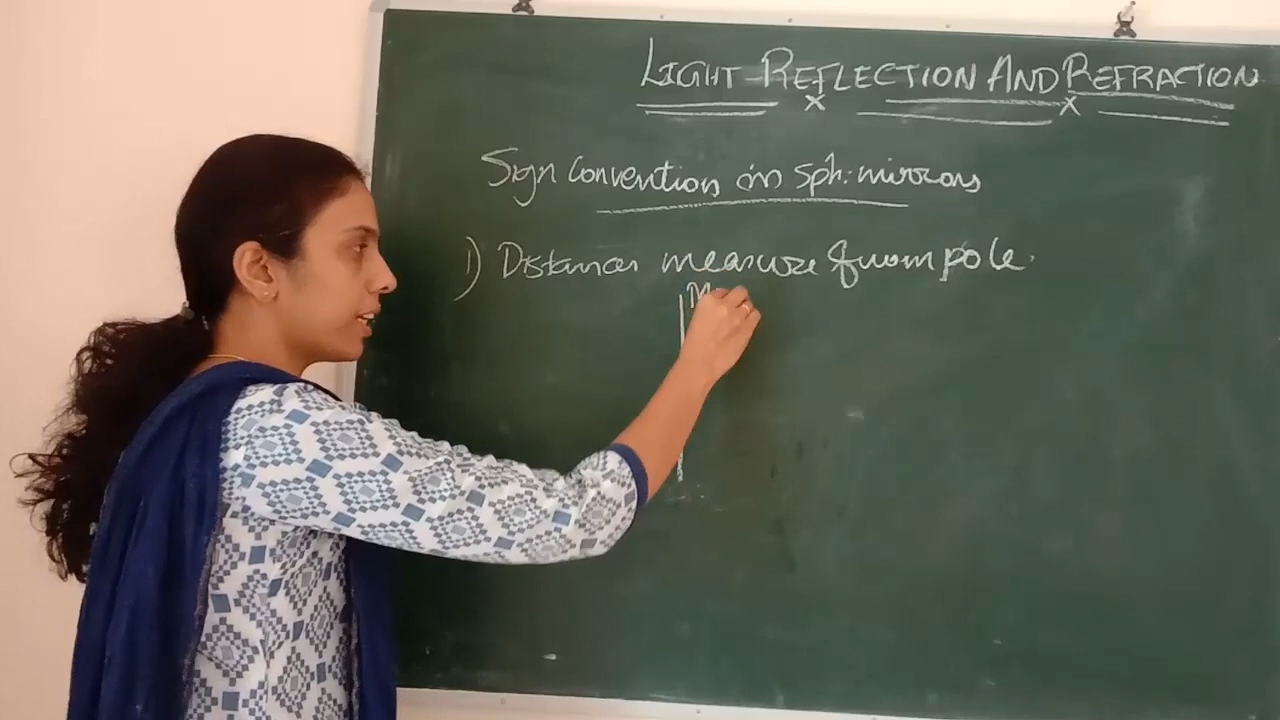 LIGHT-REFLECTION AND REFRACTION
Sign convention in sph. mirrors
1) Distances measure from pole.
M